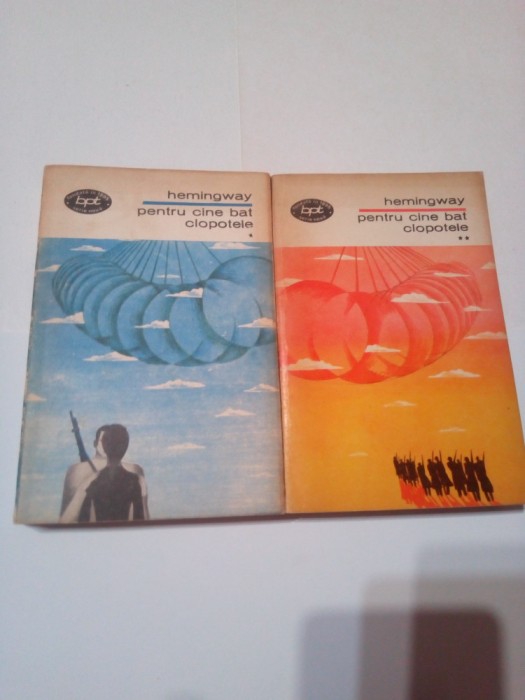 bpt
hemingway
pentru cine bat
clopotele
*
bpt
hemingway
pentru cine bat
clopotele
**